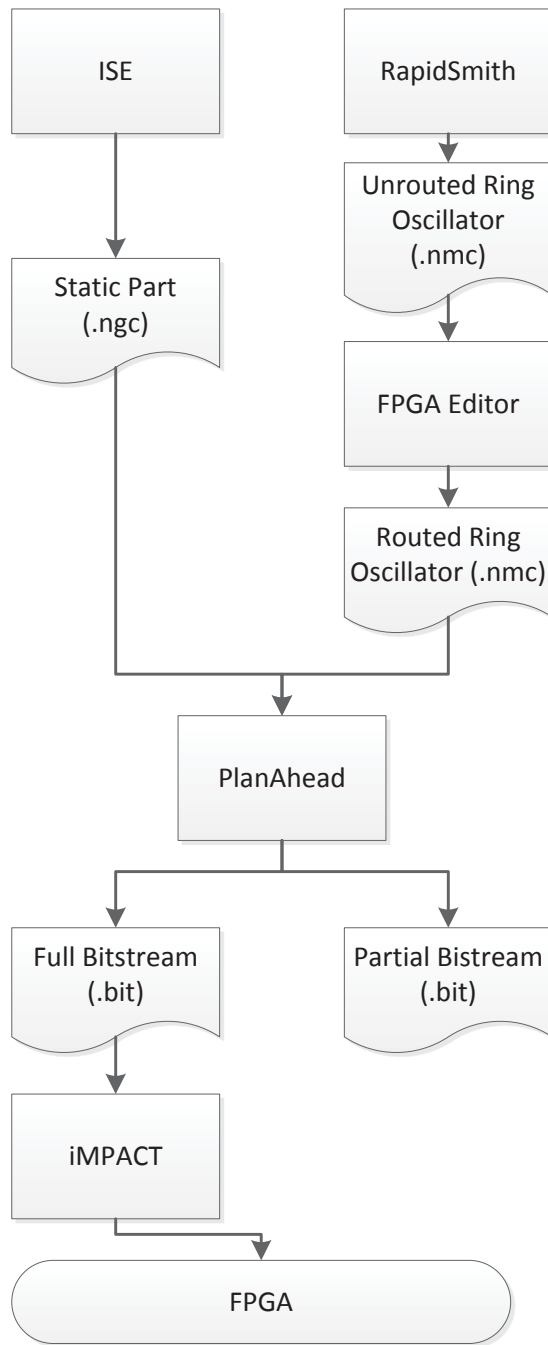 ISE
RapidSmith
Unrouted Ring
Oscillator
(.nmc)
Static Part
(.ngc)
FPGA Editor
Routed Ring
Oscillator (.nmc)
PlanAhead
Full Bitstream
(.bit)
Partial Bistream
(.bit)
iMPACT
FPGA